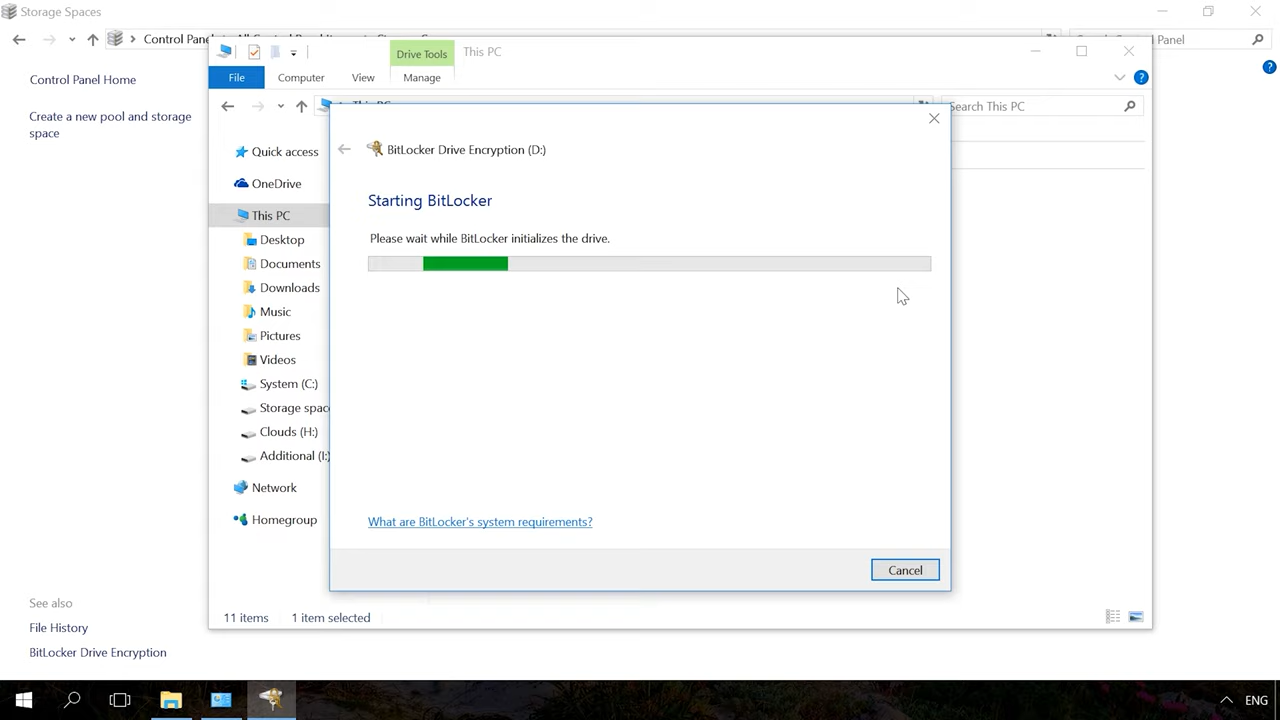 Storage Spaces
Control Panel
Control Panel
Control Panel Home
Create a new pool and storage
space
See also
File History
BitLocker Drive Encryption
Drive Tools
This PC
File
Computer
View
Manage
This PC
Search This PC
Quick access
OneDrive
This PC
Desktop
Documents
Downloads
Music
Pictures
Videos
System (C:)
Storage spac
Clouds (H:)
Additional (I:)
Network
Homegroup
11 items
1 item selected
BitLocker Drive Encryption (D:)
Starting BitLocker
Please wait while BitLocker initializes the drive.
What are BitLocker's system requirements?
Cancel
ENG